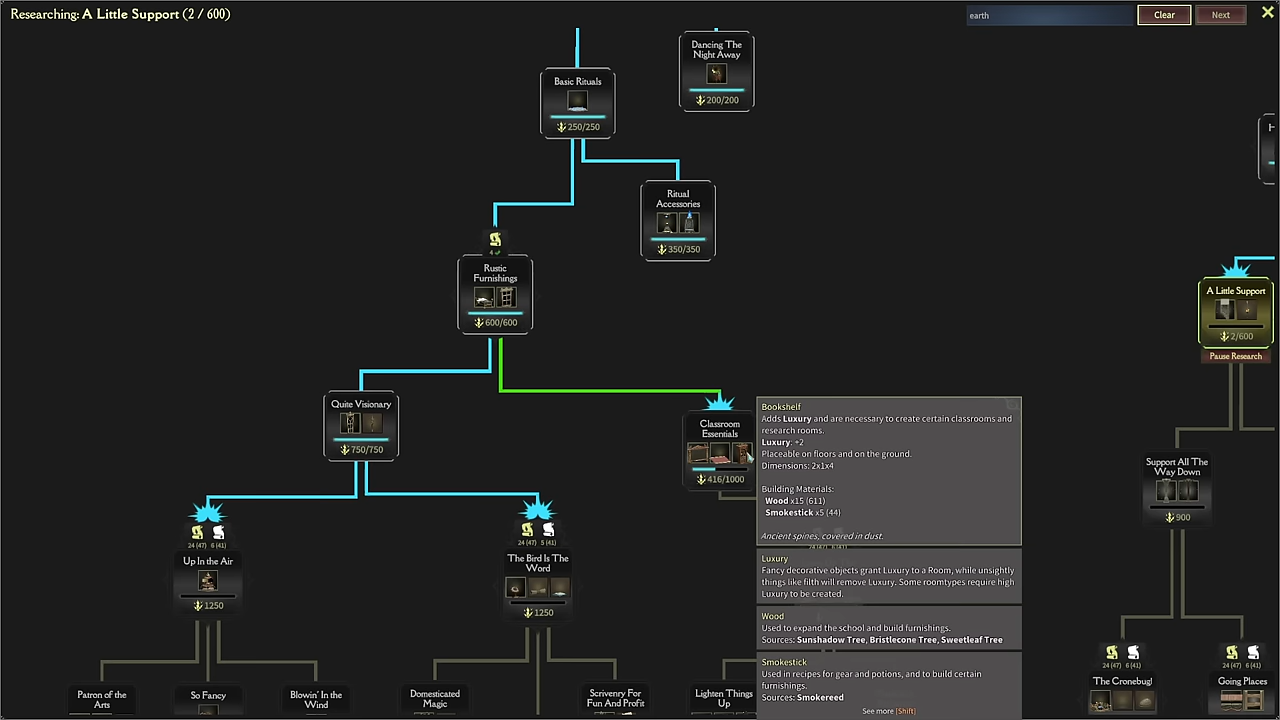 Researching: A Little Support (2 / 600)
earth
Clear
Next
Dancing The
Night Away
200/200
Basic Rituals
250/250
Ritual
Accessories
350/350
4
Rustic
Furnishings
600/600
A Little Support
2/600
Pause Research
Quite Visionary
750/750
Classroom
Essentials
416/1000
Bookshelf
Adds Luxury and are necessary to create certain classrooms and
research rooms.
Luxury: +2
Placeable on floors and on the ground.
Dimensions: 2x1x4
Building Materials:
Wood x15 (611)
Smokestick x5 (44)
Ancient spines, covered in dust.
Luxury
Fancy decorative objects grant Luxury to a Room, while unsightly
things like filth will remove Luxury. Some roomtypes require high
Luxury to be created.
Wood
Used to expand the school and build furnishings.
Sources: Sunshadow Tree, Bristlecone Tree, Sweetleaf Tree
Smokestick
Used in recipes for gear and potions, and to build certain
furnishings.
Sources: Smokereed
See more [Shift]
Support All The
Way Down
900
24 (47) 6 (41)
Up In the Air
1250
24 (47) 5 (41)
The Bird Is The
Word
1250
24 (47) 6 (41)
The Cronebug!
24 (47) 6 (41)
Going Places
Patron of the
Arts
So Fancy
Blowin' In the
Wind
Domesticated
Magic
Scrivenry For
Fun And Profit
Lighten Things
Up